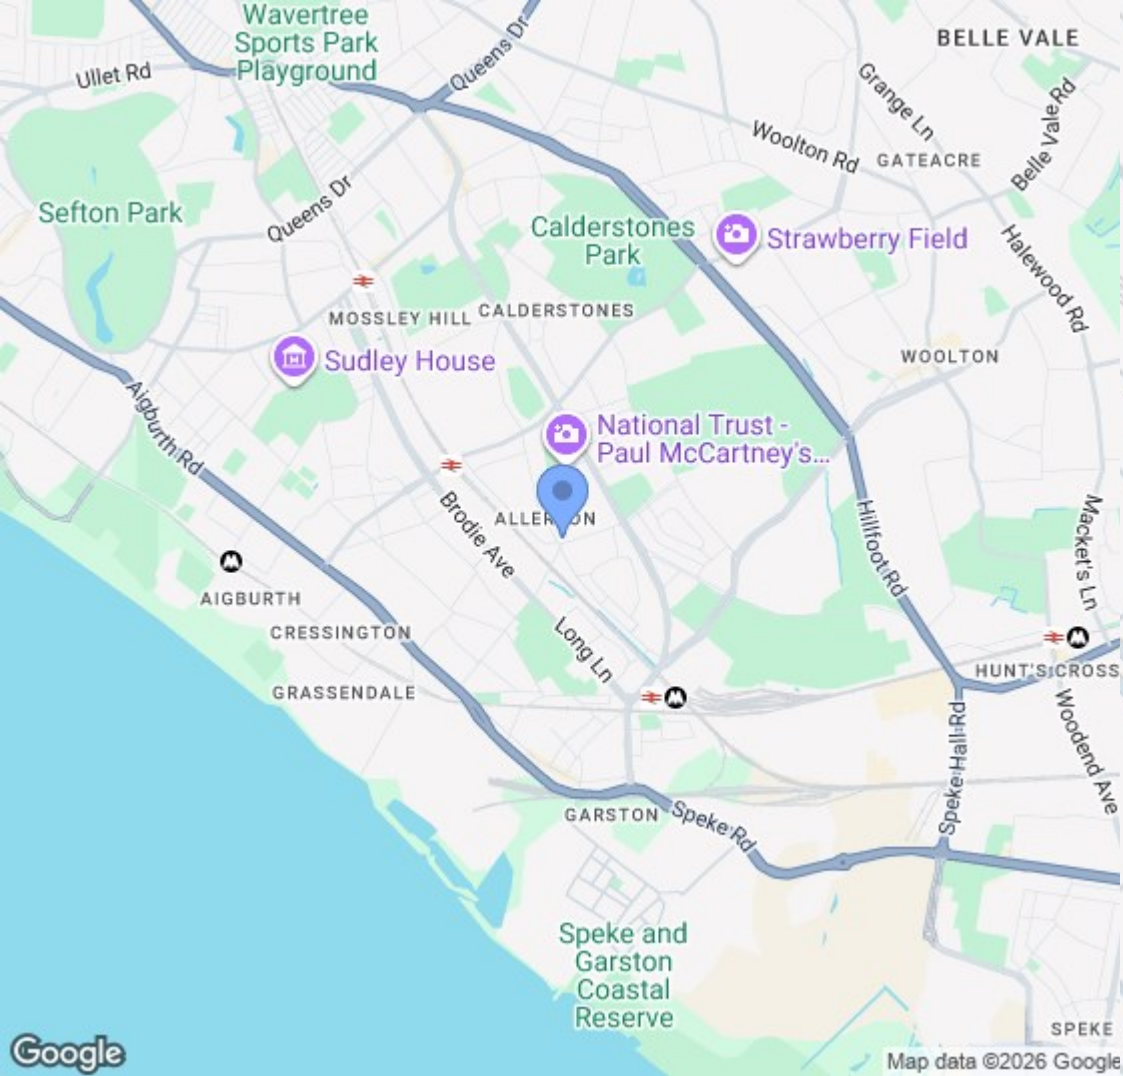 Wavertree
Sports Park
Playground
Queens Dr
BELLE VALE
Ullet Rd
Grange Ln
Belle Vale Rd
Woolton Rd
GATEACRE
Sefton Park
Queens Dr
Calderstones
Park
Strawberry Field
Halewood Rd
MOSSLEY HILL
CALDERSTONES
Sudley House
WOOLTON
Aigburth Rd
National Trust -
Paul McCartney's...
Brodie Ave
Hillfoot Rd
Macket's Ln
AIGBURTH
CRESSINGTON
Long Ln
GRASSENDALE
HUNT'S CROSS
Woodend Ave
Speke Hall Rd
GARSTON
Speke Rd
Speke and
Garston
Coastal
Reserve
SPEKE
Google
Map data ©2026 Google